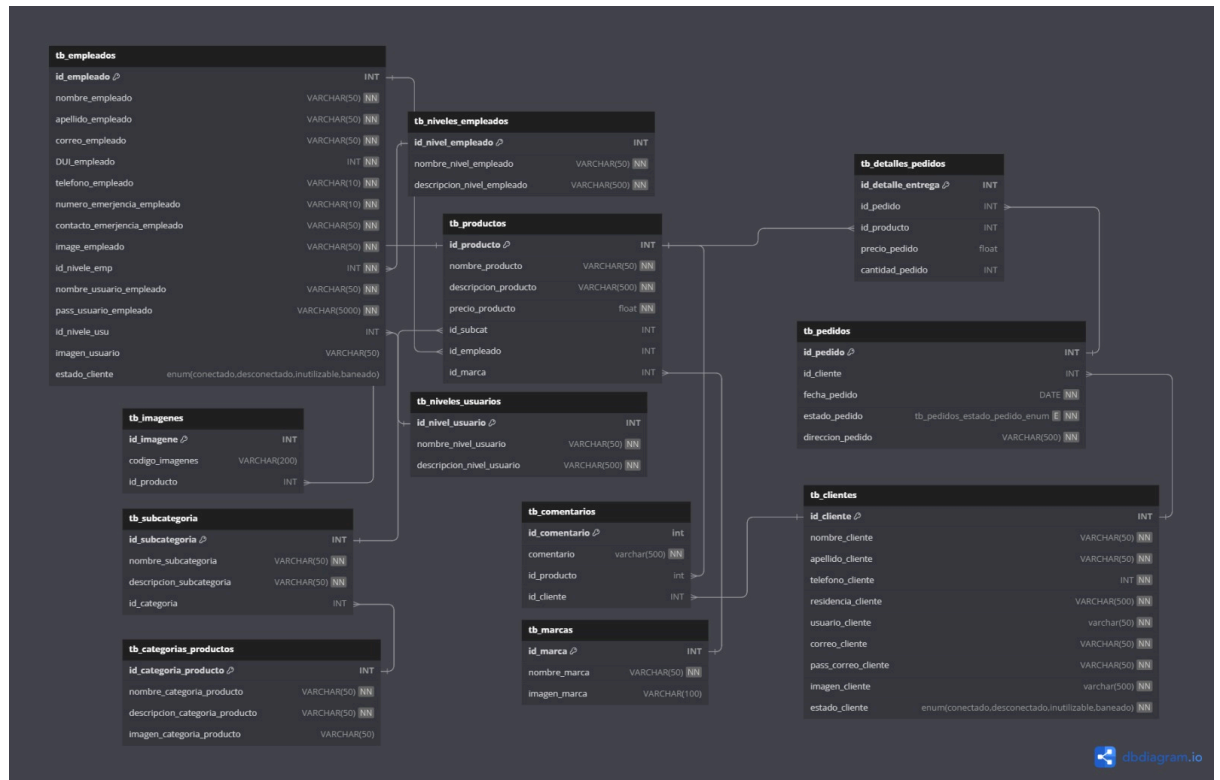 tb_empleados
id_empleado INT
nombre_empleado VARCHAR(50) NN
apellido_empleado VARCHAR(50) NN
correo_empleado VARCHAR(50) NN
DUI_empleado INT NN
telefono_empleado VARCHAR(10) NN
numero_emerjencia_empleado VARCHAR(10) NN
contacto_emerjencia_empleado VARCHAR(50) NN
image_empleado VARCHAR(50) NN
id_nivele_emp INT NN
nombre_usuario_empleado VARCHAR(50) NN
pass_usuario_empleado VARCHAR(5000) NN
id_nivele_usu INT
imagen_usuario VARCHAR(50)
estado_cliente enum(conectado,desconectado,inutilizable,baneado)
tb_niveles_empleados
id_nivel_empleado INT
nombre_nivel_empleado VARCHAR(50) NN
descripcion_nivel_empleado VARCHAR(500) NN
tb_productos
id_producto INT
nombre_producto VARCHAR(50) NN
descripcion_producto VARCHAR(500) NN
precio_producto float NN
id_subcat INT
id_empleado INT
id_marca INT
tb_niveles_usuarios
id_nivel_usuario INT
nombre_nivel_usuario VARCHAR(50) NN
descripcion_nivel_usuario VARCHAR(500) NN
tb_detalles_pedidos
id_detalle_entrega INT
id_pedido INT
id_producto INT
precio_pedido float
cantidad_pedido INT
tb_pedidos
id_pedido INT
id_cliente INT
fecha_pedido DATE NN
estado_pedido tb_pedidos_estado_pedido_enum E NN
direccion_pedido VARCHAR(500) NN
tb_imagenes
id_imagene INT
codigo_imagenes VARCHAR(200)
id_producto INT
tb_subcategoria
id_subcategoria INT
nombre_subcategoria VARCHAR(50) NN
descripcion_subcategoria VARCHAR(50) NN
id_categoria INT
tb_categorias_productos
id_categoria_producto INT
nombre_categoria_producto VARCHAR(50) NN
descripcion_categoria_producto VARCHAR(50) NN
imagen_categoria_producto VARCHAR(50)
tb_comentarios
id_comentario int
comentario varchar(500) NN
id_producto int
id_cliente INT
tb_marcas
id_marca INT
nombre_marca VARCHAR(50) NN
imagen_marca VARCHAR(100)
tb_clientes
id_cliente INT
nombre_cliente VARCHAR(50) NN
apellido_cliente VARCHAR(50) NN
telefono_cliente INT NN
residencia_cliente VARCHAR(500) NN
usuario_cliente varchar(50) NN
correo_cliente VARCHAR(50) NN
pass_correo_cliente VARCHAR(50) NN
imagen_cliente varchar(500) NN
estado_cliente enum(conectado,desconectado,inutilizable,baneado) NN
dbdiagram.io